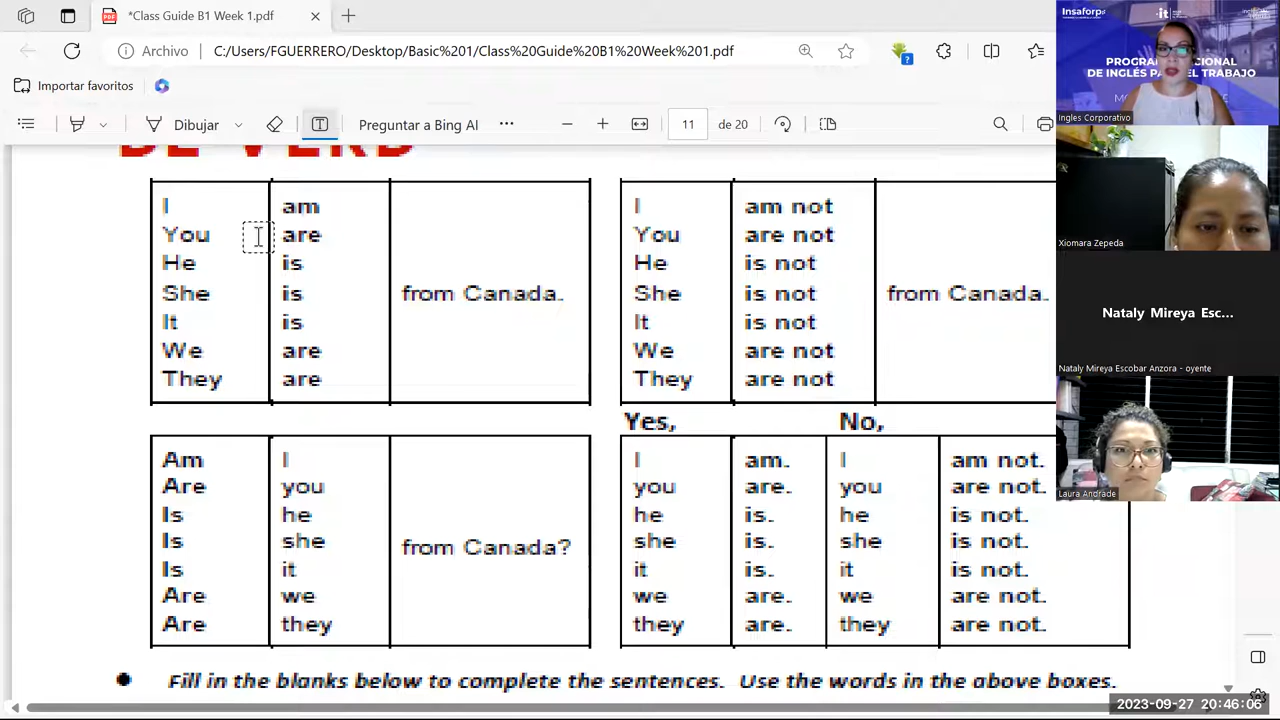 *Class Guide B1 Week 1.pdf
Archivo
C:/Users/FGUERRERO/Desktop/Basic%201/Class%20Guide%20B1%20Week%201.pdf
Importar favoritos
Dibujar
Preguntar a Bing AI
11
de 20
I am
You are
He is
She is
It is
We are
They are
from Canada.
I am not
You are not
He is not
She is not
It is not
We are not
They are not
from Canada.
Yes, No,
Am I
Are you
Is he
Is she
Is it
Are we
Are they
from Canada?
I am. I am not.
you are. you are not.
he is. he is not.
she is. she is not.
it is. it is not.
we are. we are not.
they are. they are not.
Fill in the blanks below to complete the sentences. Use the words in the above boxes.
Insaforp
Ingles Corporativo
Xiomara Zepeda
Nataly Mireya Esc...
Nataly Mireya Escobar Anzora - oyente
Laura Andrade
2023-09-27 20:46:06